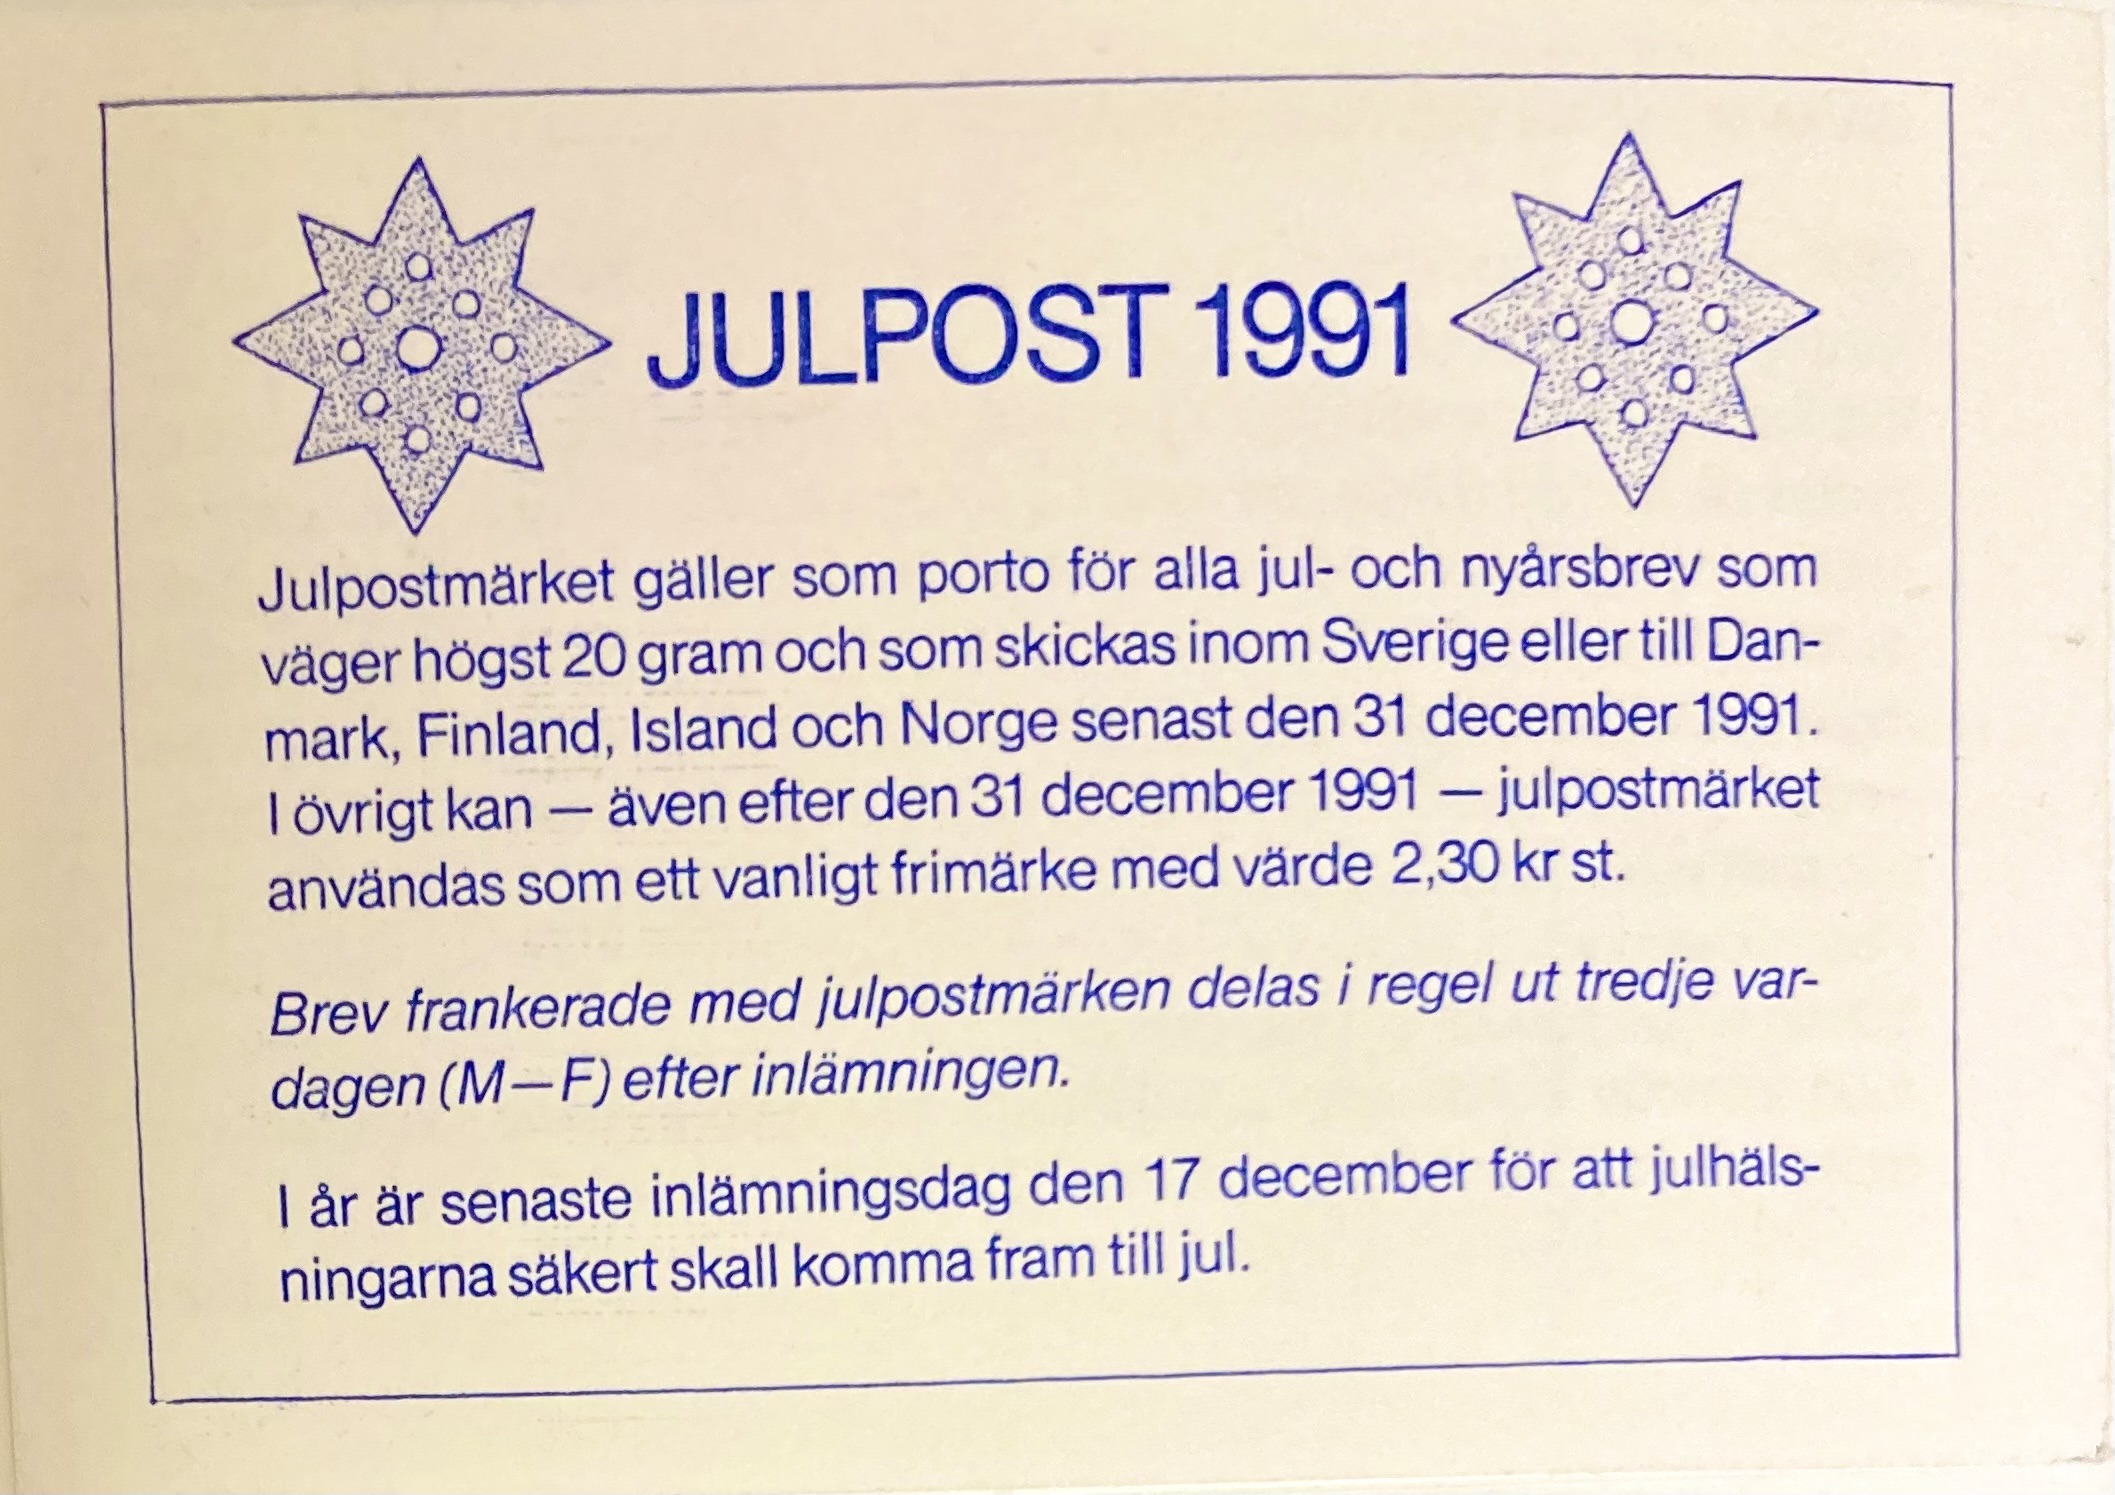 JULPOST 1991
Julpostmärket gäller som porto för alla jul- och nyårsbrev som
väger högst 20 gram och som skickas inom Sverige eller till Dan-
mark, Finland, Island och Norge senast den 31 december 1991.
I övrigt kan — även efter den 31 december 1991 — julpostmärket
användas som ett vanligt frimärke med värde 2,30 kr st.
Brev frankerade med julpostmärken delas i regel ut tredje var-
dagen (M—F) efter inlämningen.
I år är senaste inlämningsdag den 17 december för att julhäls-
ningarna säkert skall komma fram till jul.